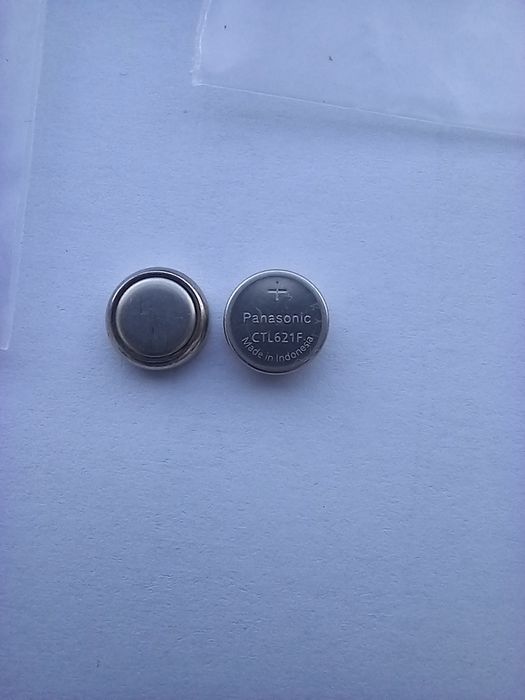 +
Panasonic
CTL621F
Made in Indonesia